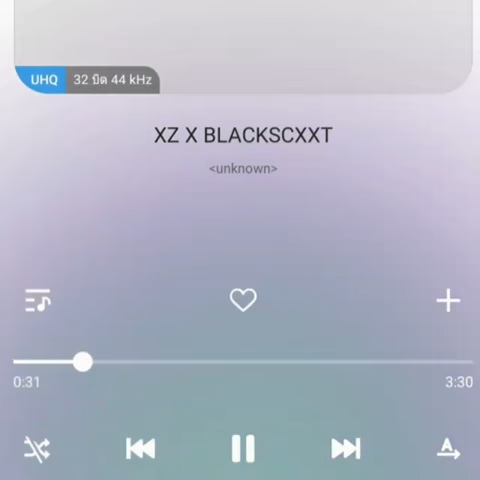 UHQ 32 บิต 44 kHz
XZ X BLACKSCXXT
<unknown>
0:31 3:30
A